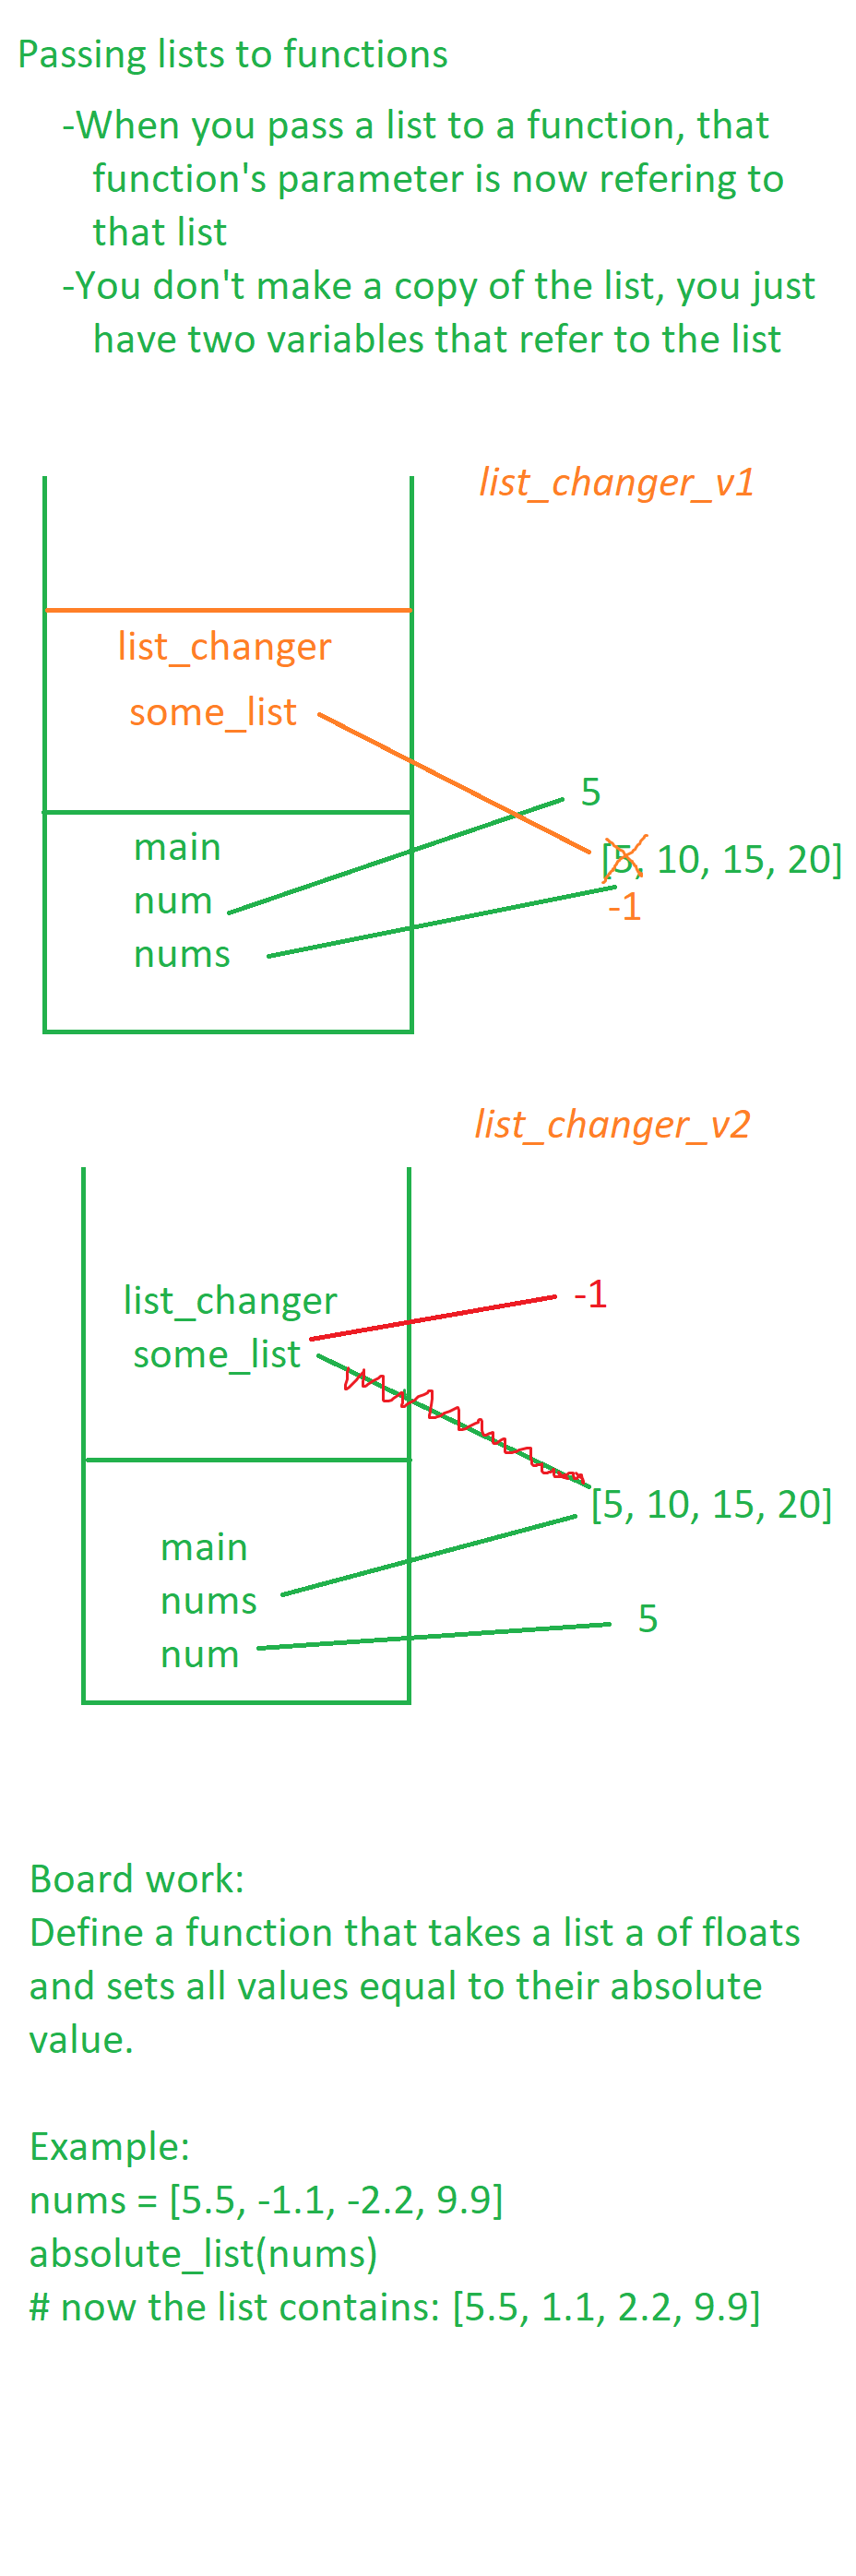 Passing lists to functions
-When you pass a list to a function, that
function's parameter is now refering to
that list
-You don't make a copy of the list, you just
have two variables that refer to the list
list_changer_v1
list_changer
some_list
5
main
[5, 10, 15, 20]
num
-1
nums
list_changer_v2
-1
list_changer
some_list
[5, 10, 15, 20]
main
nums
5
num
Board work:
Define a function that takes a list a of floats
and sets all values equal to their absolute
value.
Example:
nums = [5.5, -1.1, -2.2, 9.9]
absolute_list(nums)
# now the list contains: [5.5, 1.1, 2.2, 9.9]